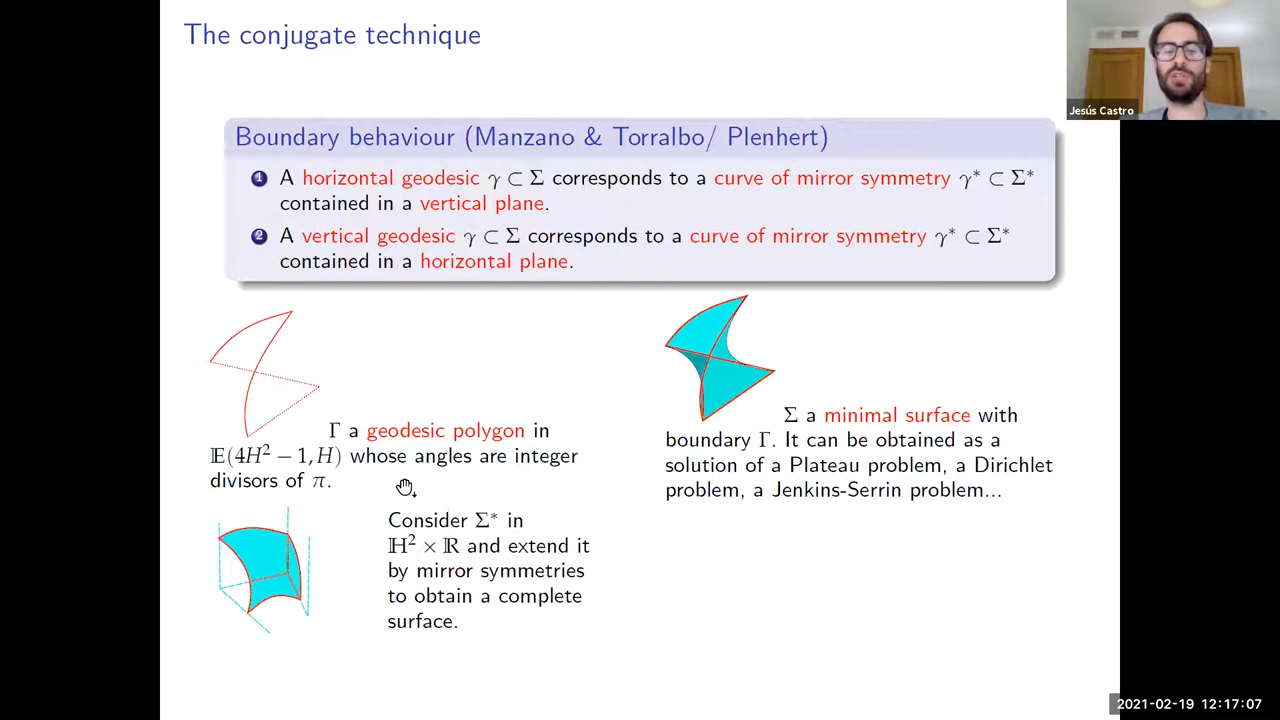 The conjugate technique
Jesús Castro
Boundary behaviour (Manzano & Torralbo/ Plenhert)
1 A horizontal geodesic γ ⊂ Σ corresponds to a curve of mirror symmetry γ* ⊂ Σ*
contained in a vertical plane.
2 A vertical geodesic γ ⊂ Σ corresponds to a curve of mirror symmetry γ* ⊂ Σ*
contained in a horizontal plane.
Γ a geodesic polygon in
𝔼(4H² − 1, H) whose angles are integer
divisors of π.
Σ a minimal surface with
boundary Γ. It can be obtained as a
solution of a Plateau problem, a Dirichlet
problem, a Jenkins-Serrin problem...
Consider Σ* in
ℍ² × ℝ and extend it
by mirror symmetries
to obtain a complete
surface.
2021-02-19 12:17:07